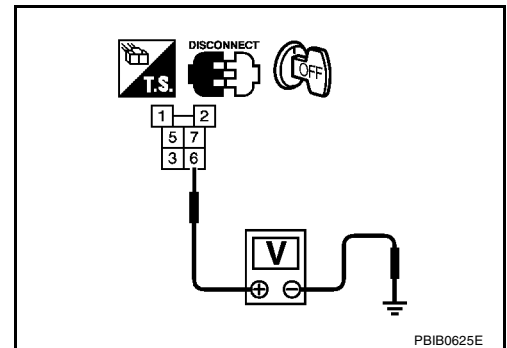 DISCONNECT
T.S.
OFF
1 2
5 7
3 6
V
+ −
PBIB0625E